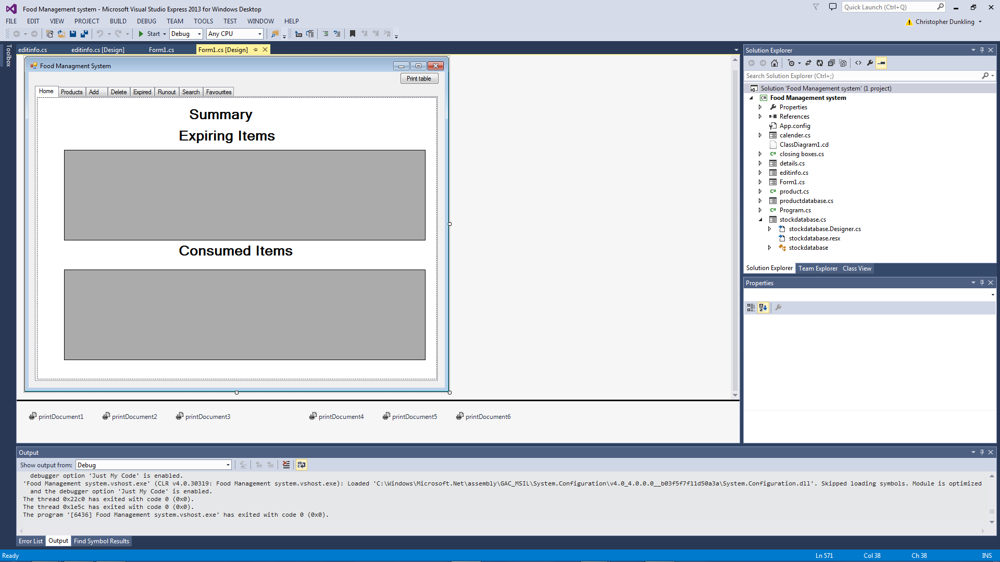 Food Management system - Microsoft Visual Studio Express 2013 for Windows Desktop
Quick Launch (Ctrl+Q)
FILE EDIT VIEW PROJECT BUILD DEBUG TEAM TOOLS TEST WINDOW HELP
Christopher Dunkling
Start Debug Any CPU
Toolbox
editinfo.cs editinfo.cs [Design] Form1.cs Form1.cs [Design]
Food Managment System
Print table
Home Products Add Delete Expired Runout Search Favourites
Summary
Expiring Items
Consumed Items
printDocument1 printDocument2 printDocument3 printDocument4 printDocument5 printDocument6
Solution Explorer
Search Solution Explorer (Ctrl+;)
Solution 'Food Management system' (1 project)
Food Management system
Properties
References
App.config
calender.cs
ClassDiagram1.cd
closing boxes.cs
details.cs
editinfo.cs
Form1.cs
product.cs
productdatabase.cs
Program.cs
stockdatabase.cs
stockdatabase.Designer.cs
stockdatabase.resx
stockdatabase
Solution Explorer Team Explorer Class View
Properties
Output
Show output from: Debug
debugger option 'Just My Code' is enabled.
'Food Management system.vshost.exe' (CLR v4.0.30319: Food Management system.vshost.exe): Loaded 'C:\Windows\Microsoft.Net\assembly\GAC_MSIL\System.Configuration\v4.0_4.0.0.0__b03f5f7f11d50a3a\System.Configuration.dll'. Skipped loading symbols. Module is optimized
and the debugger option 'Just My Code' is enabled.
The thread 0x22c0 has exited with code 0 (0x0).
The thread 0x1e5c has exited with code 0 (0x0).
The program '[6436] Food Management system.vshost.exe' has exited with code 0 (0x0).
Error List Output Find Symbol Results
Ready Ln 571 Col 38 Ch 38 INS